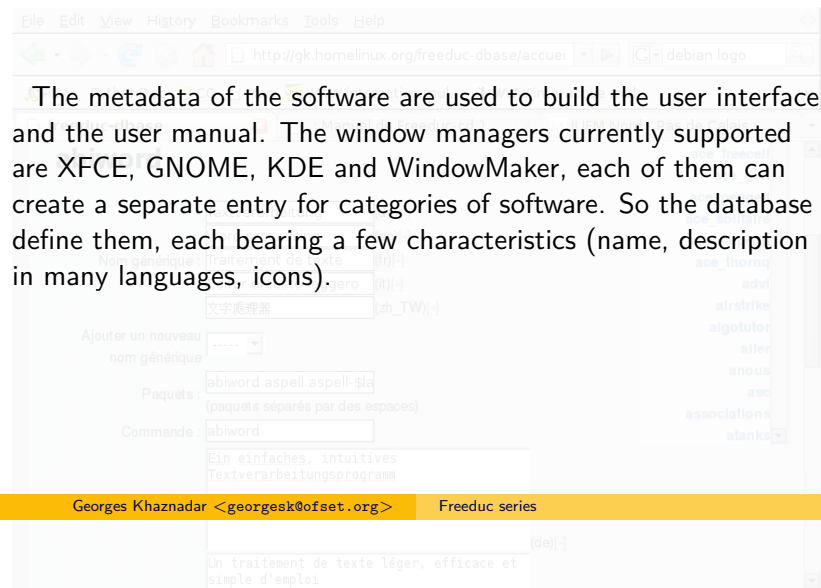 File Edit View History Bookmarks Tools Help
http://gk.homelinux.org/freeduc-dbase/accuei debian logo
The metadata of the software are used to build the user interface
and the user manual. The window managers currently supported
are XFCE, GNOME, KDE and WindowMaker, each of them can
create a separate entry for categories of software. So the database
define them, each bearing a few characteristics (name, description
in many languages, icons).
Nom générique : Traitement de texte (fr)[-]
(it)[-]
文字處理器 (zh_TW)[-]
Ajouter un nouveau
nom générique -----
Paquets : abiword aspell aspell-$la
(paquets séparés par des espaces)
Commande : abiword
Ein einfaches, intuitives
Textverarbeitungsprogramm
(de)[-]
Un traitement de texte léger, efficace et
simple d'emploi
ace_thornq
advi
airstrike
algotutor
aller
anous
asc
associations
atanks
Georges Khaznadar <georgesk@ofset.org> Freeduc series